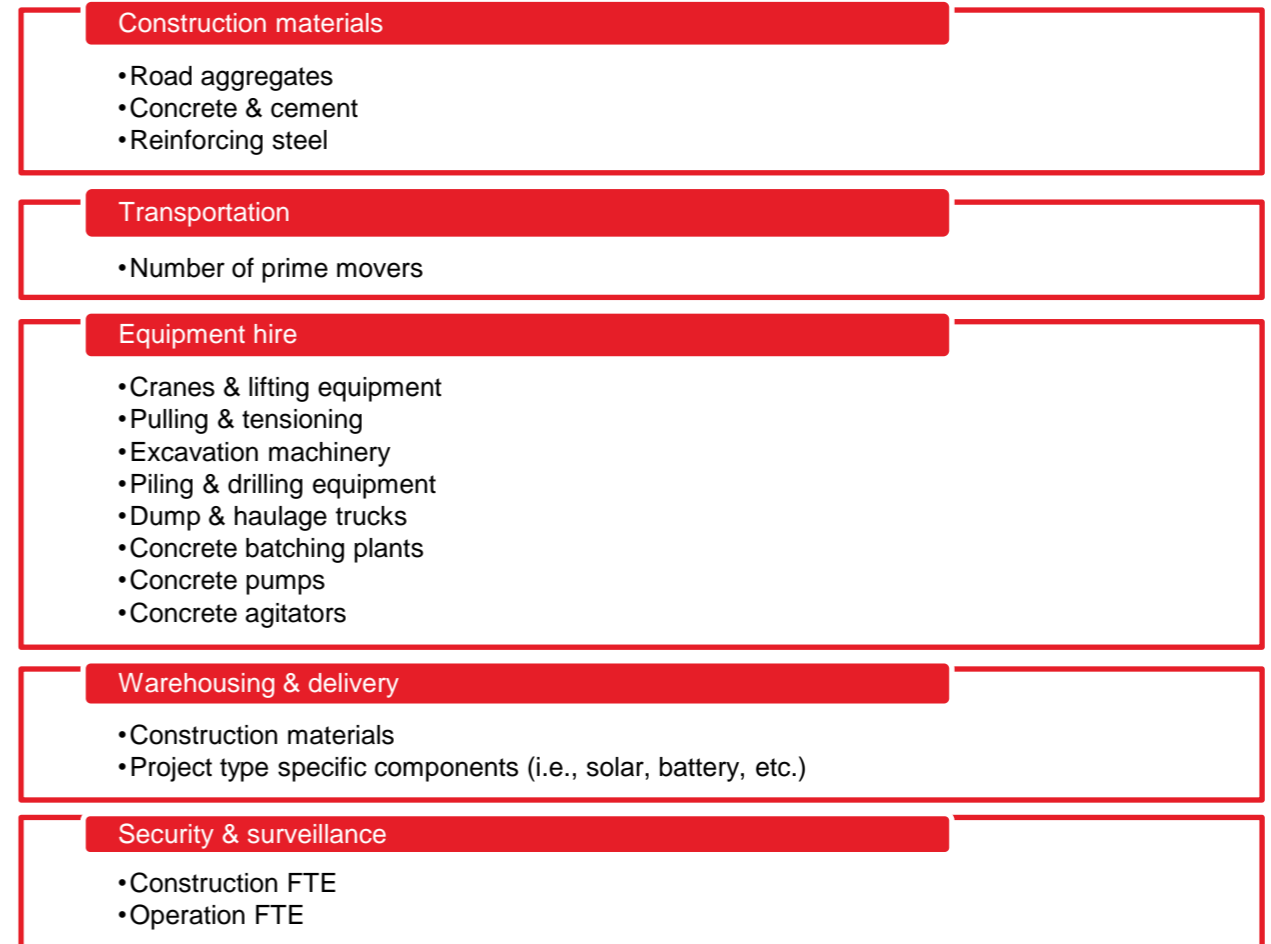 Construction materials
•Road aggregates
•Concrete & cement
•Reinforcing steel
Transportation
•Number of prime movers
Equipment hire
•Cranes & lifting equipment
•Pulling & tensioning
•Excavation machinery
•Piling & drilling equipment
•Dump & haulage trucks
•Concrete batching plants
•Concrete pumps
•Concrete agitators
Warehousing & delivery
•Construction materials
•Project type specific components (i.e., solar, battery, etc.)
Security & surveillance
•Construction FTE
•Operation FTE